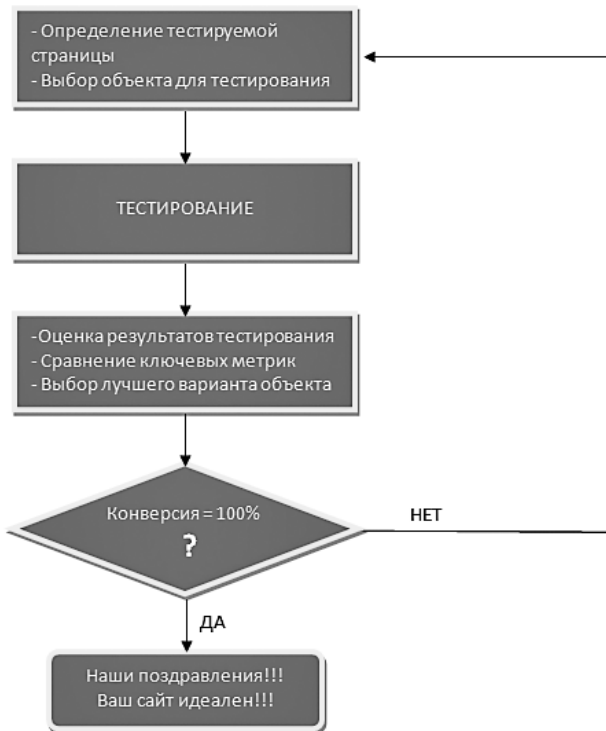 - Определение тестируемой
страницы
- Выбор объекта для тестирования
ТЕСТИРОВАНИЕ
-Оценка результатов тестирования
- Сравнение ключевых метрик
- Выбор лучшего варианта объекта
Конверсия = 100%
?
НЕТ
ДА
Наши поздравления!!!
Ваш сайт идеален!!!